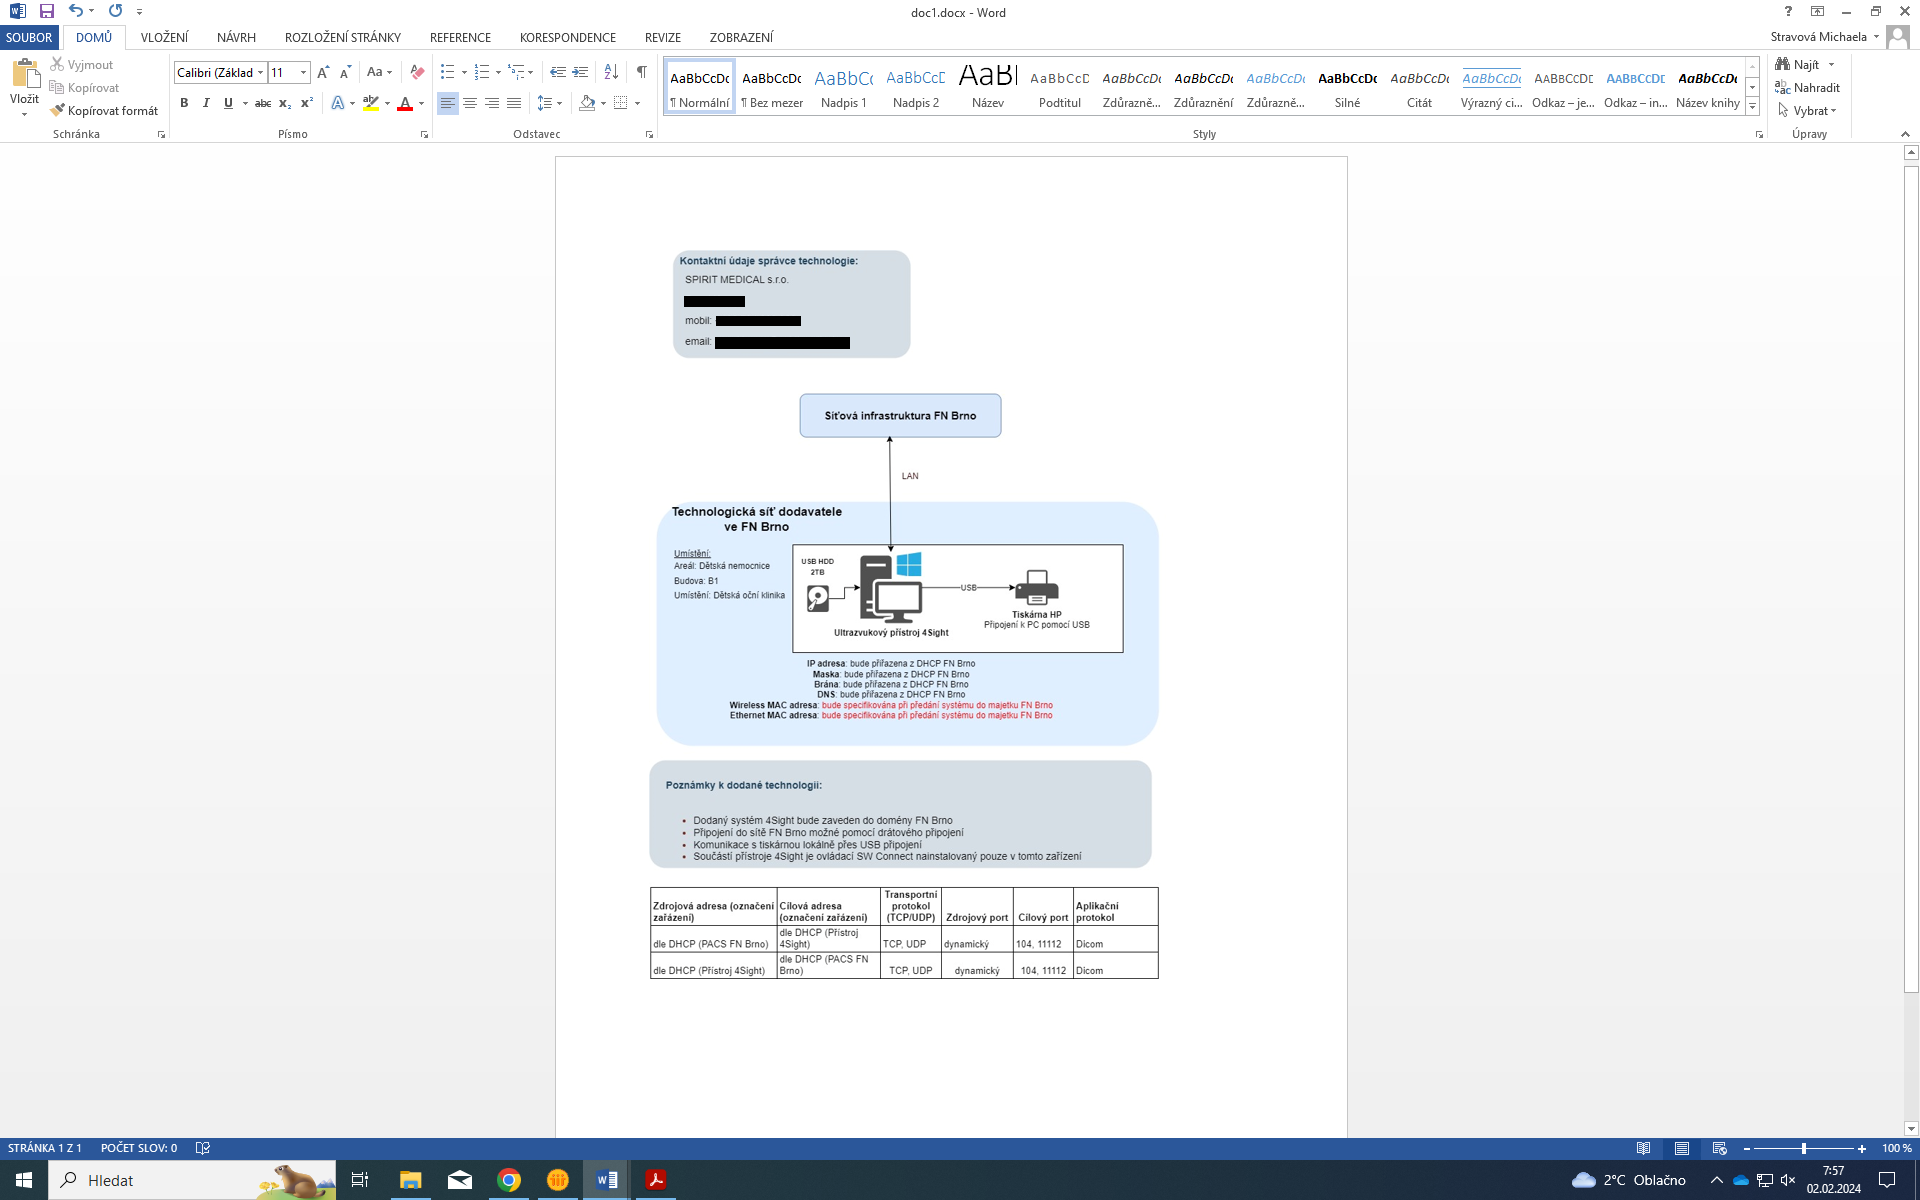 doc1.docx - Word
SOUBOR DOMŮ VLOŽENÍ NÁVRH ROZLOŽENÍ STRÁNKY REFERENCE KORESPONDENCE REVIZE ZOBRAZENÍ Stravová Michaela
Vložit
Vyjmout
Kopírovat
Kopírovat formát
Schránka
Calibri (Základ 11
Písmo
Odstavec
AaBbCcDc AaBbCcDc AaBbCc AaBbCcD AaBl AaBbCcD AaBbCcDc AaBbCcDc AaBbCcDc AaBbCcDc AaBbCcDc AaBbCcDc AaBbCcDc AaBbCcDc AaBbCcDc
¶ Normální ¶ Bez mezer Nadpis 1 Nadpis 2 Název Podtitul Zdůrazně... Zdůraznění Zdůrazně... Silné Citát Výrazný ci... Odkaz – je... Odkaz – in... Název knihy
Styly
Najít
Nahradit
Vybrat
Úpravy
Kontaktní údaje správce technologie:
SPIRIT MEDICAL s.r.o.
mobil:
email:
Síťová infrastruktura FN Brno
LAN
Technologická síť dodavatele
ve FN Brno
Umístění:
Areál: Dětská nemocnice
Budova: B1
Umístění: Dětská oční klinika
USB HDD
2TB
USB
Ultrazvukový přístroj 4Sight
Tiskárna HP
Připojení k PC pomocí USB
IP adresa: bude přiřazena z DHCP FN Brno
Maska: bude přiřazena z DHCP FN Brno
Brána: bude přiřazena z DHCP FN Brno
DNS: bude přiřazena z DHCP FN Brno
Wireless MAC adresa: bude specifikována při předání systému do majetku FN Brno
Ethernet MAC adresa: bude specifikována při předání systému do majetku FN Brno
Poznámky k dodané technologii:
• Dodaný systém 4Sight bude zaveden do domény FN Brno
• Připojení do sítě FN Brno možné pomocí drátového připojení
• Komunikace s tiskárnou lokálně přes USB připojení
• Součástí přístroje 4Sight je ovládací SW Connect nainstalovaný pouze v tomto zařízení
Zdrojová adresa (označení zařázení) Cílová adresa (označení zařázení) Transportní protokol (TCP/UDP) Zdrojový port Cílový port Aplikační protokol
dle DHCP (PACS FN Brno) dle DHCP (Přístroj 4Sight) TCP, UDP dynamický 104, 11112 Dicom
dle DHCP (Přístroj 4Sight) dle DHCP (PACS FN Brno) TCP, UDP dynamický 104, 11112 Dicom
STRÁNKA 1 Z 1 POČET SLOV: 0 100 %
Hledat
2°C Oblačno
7:57
02.02.2024